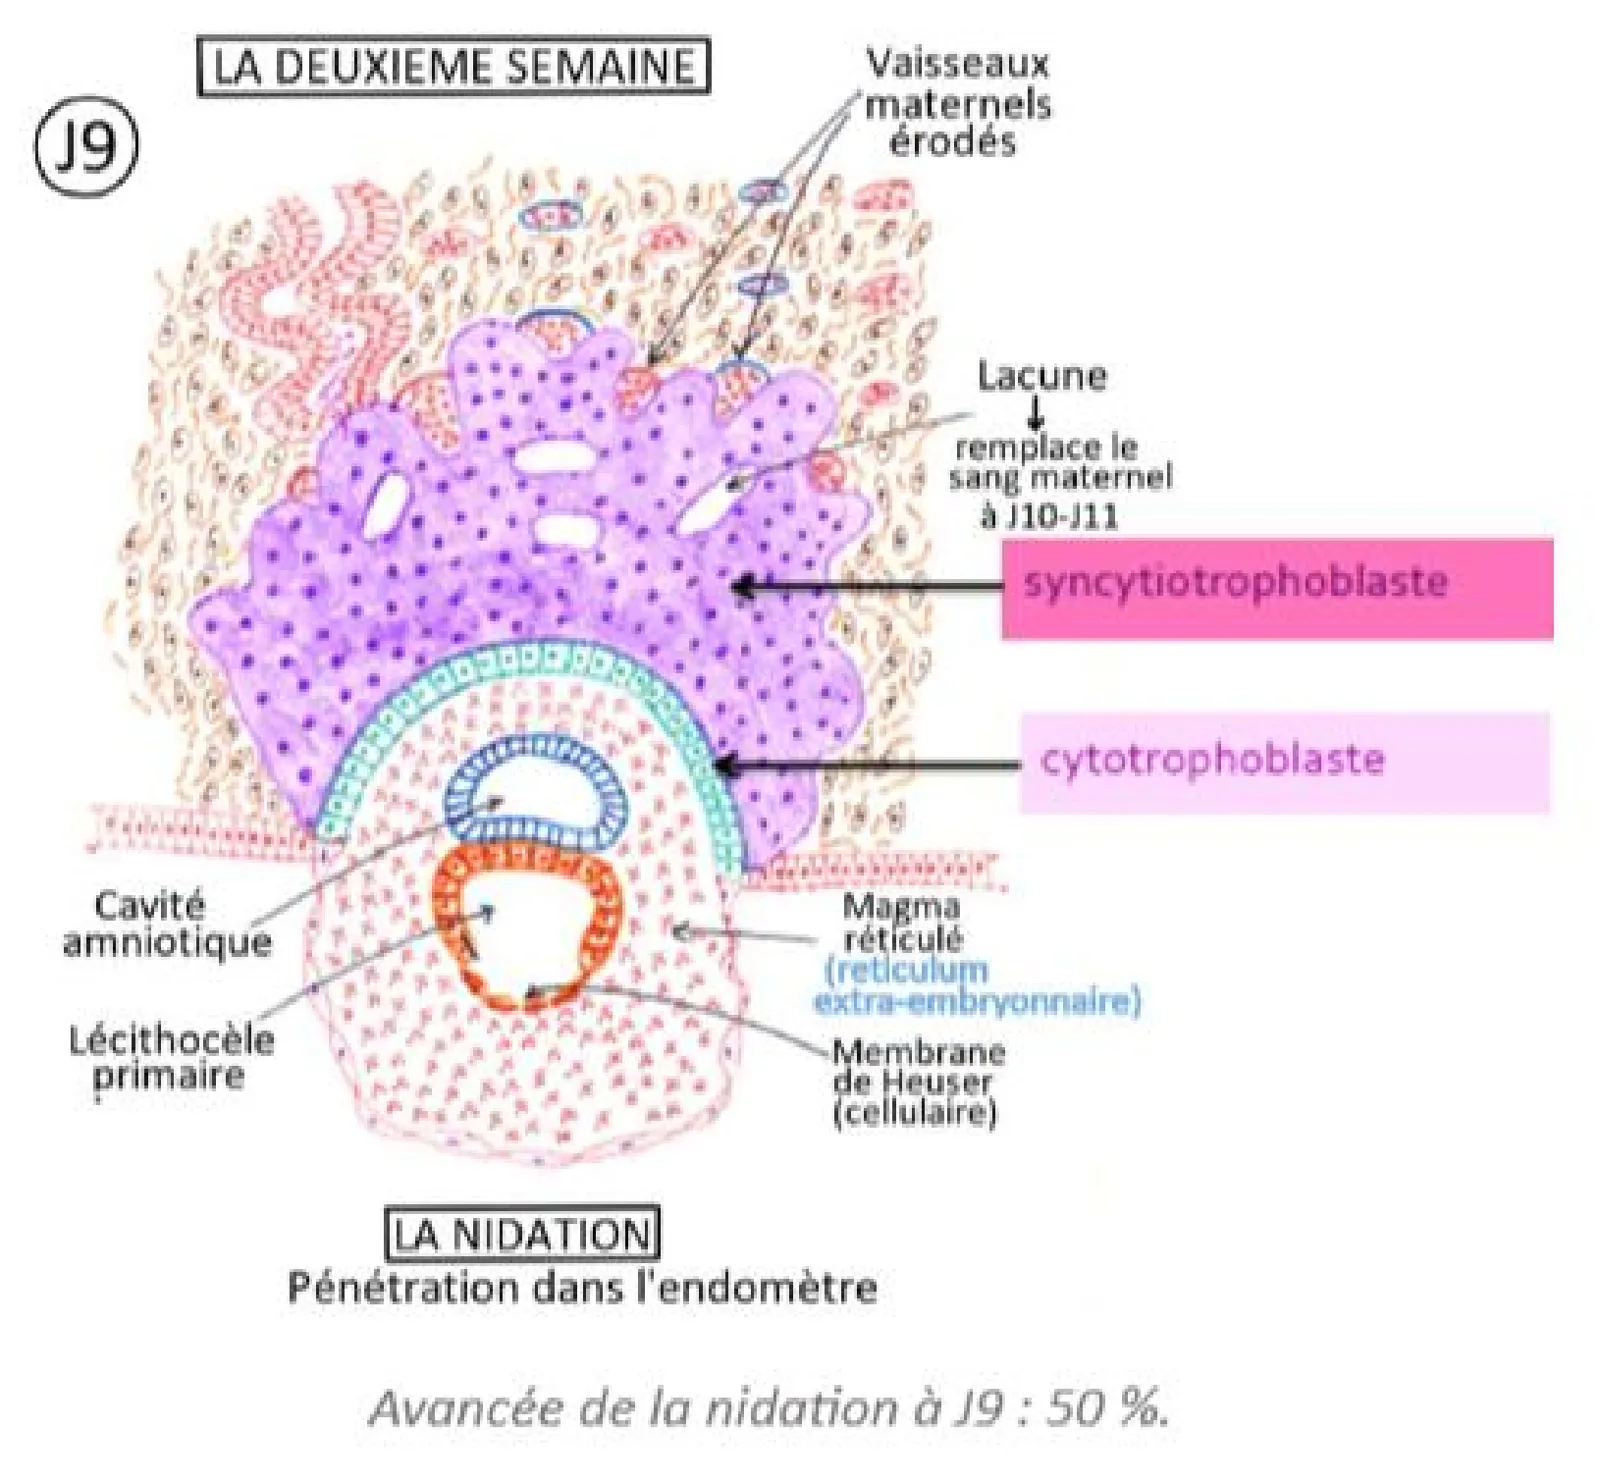 LA DEUXIEME SEMAINE
J9
Vaisseaux
maternels
érodés
Lacune
remplace le
sang maternel
à J10-J11
syncytiotrophoblaste
cytotrophoblaste
Cavité
amniotique
Magma
réticulé
(reticulum
extra-embryonnaire)
Lécithocèle
primaire
Membrane
de Heuser
(cellulaire)
LA NIDATION
Pénétration dans l'endomètre
Avancée de la nidation à J9 : 50 %.